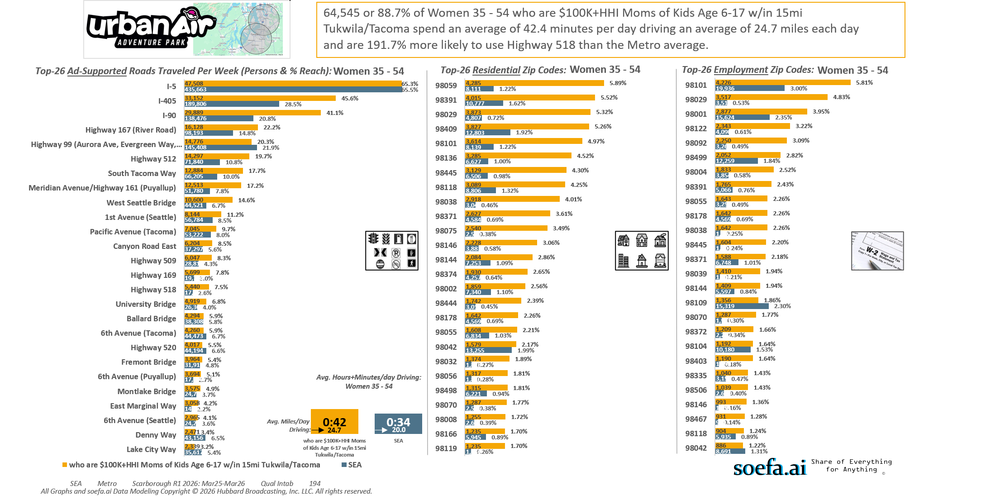 urbanAir
ADVENTURE PARK
64,545 or 88.7% of Women 35 - 54 who are $100K+HHI Moms of Kids Age 6-17 w/in 15mi
Tukwila/Tacoma spend an average of 42.4 minutes per day driving an average of 24.7 miles each day
and are 191.7% more likely to use Highway 518 than the Metro average.
Top-26 Ad-Supported Roads Traveled Per Week (Persons & % Reach): Women 35 - 54
I-5 47,508 65.3%
435,663 65.5%
I-405 33,152 45.6%
189,806 28.5%
I-90 29,889 41.1%
138,476 20.8%
Highway 167 (River Road) 16,128 22.2%
98,193 14.8%
Highway 99 (Aurora Ave, Evergreen Way,... 14,776 20.3%
145,408 21.9%
Highway 512 14,297 19.7%
71,840 10.8%
South Tacoma Way 12,884 17.7%
66,205 10.0%
Meridian Avenue/Highway 161 (Puyallup) 12,513 17.2%
51,780 7.8%
West Seattle Bridge 10,600 14.6%
44,521 6.7%
1st Avenue (Seattle) 8,144 11.2%
56,784 8.5%
Pacific Avenue (Tacoma) 7,045 9.7%
53,222 8.0%
Canyon Road East 6,204 8.5%
37,297 5.6%
Highway 509 6,047 8.3%
4.3%
Highway 169 5,699 7.8%
Highway 518 5,440 7.5%
2.6%
University Bridge 4,919 6.8%
4.0%
Ballard Bridge 4,294 5.9%
38,308 5.8%
6th Avenue (Tacoma) 4,260 5.9%
44,473 6.7%
Highway 520 4,017 5.5%
44,194 6.6%
Fremont Bridge 3,964 5.4%
4.8%
6th Avenue (Puyallup) 3,694 5.1%
Montlake Bridge 3,575 4.9%
3.7%
East Marginal Way 3,058 4.2%
6th Avenue (Seattle) 2,965 4.1%
3.6%
Denny Way 2,471 3.4%
43,156 6.5%
Lake City Way 2,339 3.2%
35,617 5.4%
Avg. Hours+Minutes/day Driving:
Women 35 - 54
Avg. Miles/Day
Driving:
0:42
24.7
0:34
20.0
who are $100K+HHI Moms
of Kids Age 6-17 w/in 15mi
Tukwila/Tacoma
SEA
who are $100K+HHI Moms of Kids Age 6-17 w/in 15mi Tukwila/Tacoma SEA
Top-26 Residential Zip Codes: Women 35 - 54
98059 4,285 5.89%
8,111 1.22%
98391 4,015 5.52%
10,777 1.62%
98029 3,873 5.32%
4,807 0.72%
98409 3,827 5.26%
12,803 1.92%
98101 3,614 4.97%
8,139 1.22%
98136 3,285 4.52%
6,627 1.00%
98445 3,129 4.30%
6,506 0.98%
98118 3,089 4.25%
8,806 1.32%
98038 2,918 4.01%
0.46%
98371 2,627 3.61%
4,584 0.69%
98075 2,540 3.49%
0.38%
98146 2,228 3.06%
0.58%
98144 2,084 2.86%
7,253 1.09%
98374 1,930 2.65%
4,257 0.64%
98002 1,859 2.56%
7,340 1.10%
98444 1,742 2.39%
0.45%
98178 1,642 2.26%
4,569 0.69%
98055 1,608 2.21%
6,834 1.03%
98042 1,579 2.17%
13,255 1.99%
98032 1,374 1.89%
0.27%
98056 1,317 1.81%
0.28%
98498 1,315 1.81%
6,221 0.94%
98070 1,287 1.77%
0.38%
98008 1,255 1.72%
0.39%
98166 1,235 1.70%
5,945 0.89%
98119 1,235 1.70%
0.26%
Top-26 Employment Zip Codes: Women 35 - 54
98101 4,226 5.81%
19,936 3.00%
98029 3,517 4.83%
0.53%
98001 2,877 3.95%
15,624 2.35%
98122 2,343 3.22%
0.61%
98092 2,250 3.09%
0.49%
98499 2,052 2.82%
12,259 1.84%
98004 1,833 2.52%
0.58%
98391 1,765 2.43%
5,066 0.76%
98055 1,643 2.26%
0.49%
98178 1,642 2.26%
4,569 0.69%
98038 1,642 2.26%
0.25%
98445 1,604 2.20%
0.24%
98371 1,588 2.18%
6,748 1.01%
98039 1,410 1.94%
0.21%
98144 1,409 1.94%
5,597 0.84%
98109 1,356 1.86%
15,319 2.30%
98070 1,287 1.77%
0.30%
98372 1,209 1.66%
0.34%
98104 1,192 1.64%
10,180 1.53%
98403 1,190 1.64%
0.18%
98335 1,040 1.43%
0.47%
98506 1,039 1.43%
0.40%
98146 993 1.36%
0.16%
98467 931 1.28%
0.14%
98118 904 1.24%
5,935 0.89%
98042 886 1.22%
8,691 1.31%
W-2 Wage and Tax
Statement
soefa.ai
Share of Everything
for Anything
©
SEA Metro Scarborough R1 2026: Mar25-Mar26 Qual Intab 194
All Graphs and soefa.ai Data Modeling Copyright © 2026 Hubbard Broadcasting, Inc. LLC. All rights reserved.